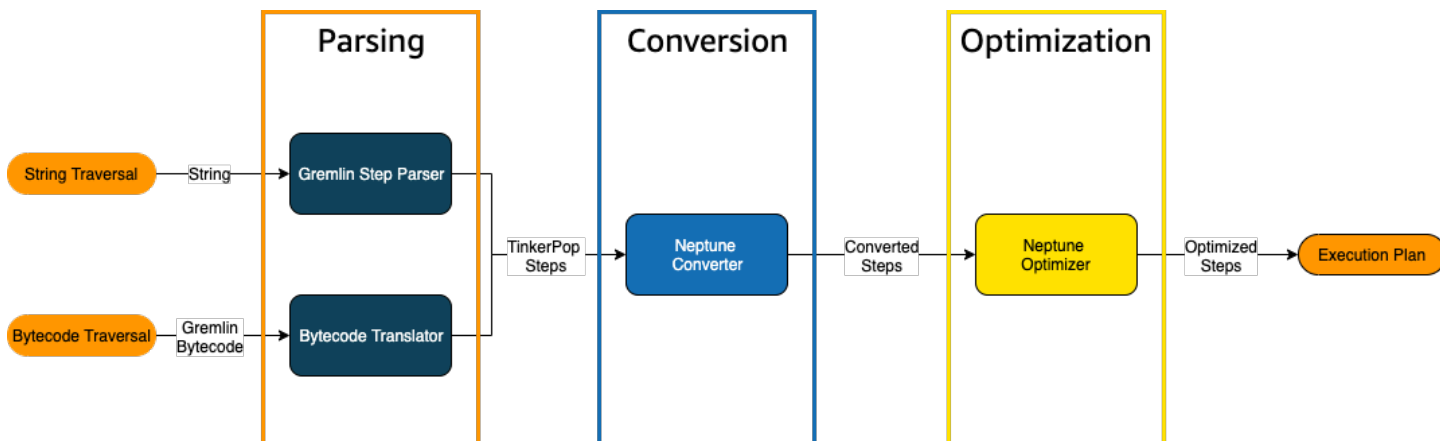 Parsing
Conversion
Optimization
String Traversal
String
Gremlin Step Parser
TinkerPop
Steps
Neptune
Converter
Converted
Steps
Neptune
Optimizer
Optimized
Steps
Execution Plan
Bytecode Traversal
Gremlin
Bytecode
Bytecode Translator